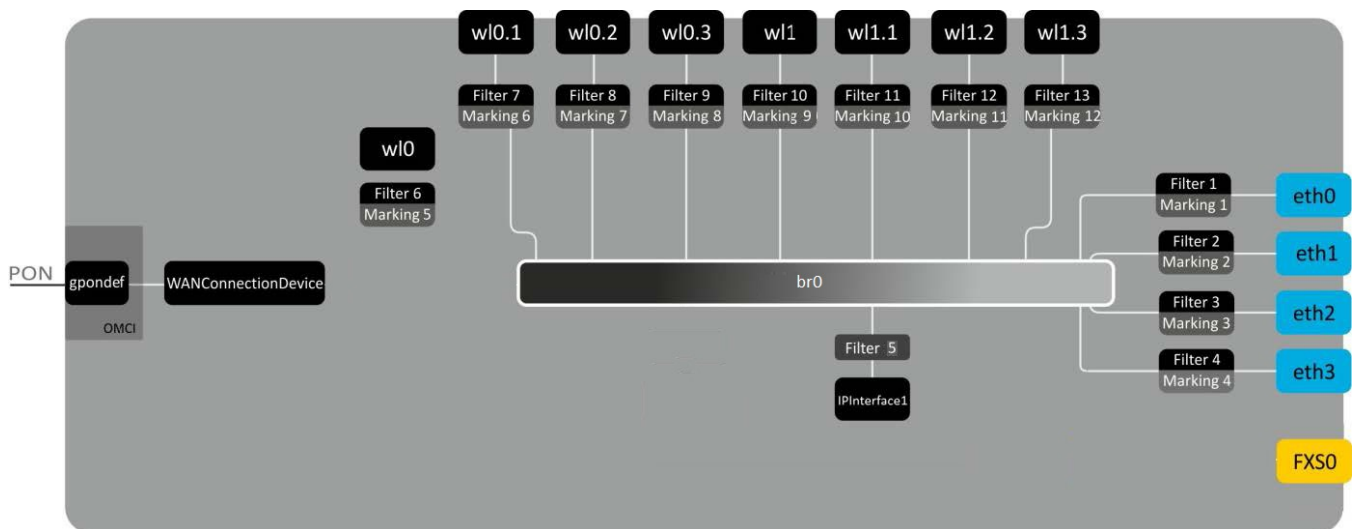 wl0.1 wl0.2 wl0.3 wl1 wl1.1 wl1.2 wl1.3
Filter 7 Filter 8 Filter 9 Filter 10 Filter 11 Filter 12 Filter 13
Marking 6 Marking 7 Marking 8 Marking 9 Marking 10 Marking 11 Marking 12
wl0
Filter 6
Marking 5
Filter 1
Marking 1
eth0
Filter 2
Marking 2
eth1
PON
gpondef
WANConnectionDevice
OMCI
br0
Filter 3
Marking 3
eth2
Filter 5
IPInterface1
Filter 4
Marking 4
eth3
FXS0